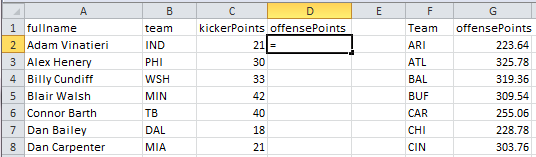 A B C D E F G
1 fullname team kickerPoints offensePoints Team offensePoints
2 Adam Vinatieri IND 21 = ARI 223.64
3 Alex Henery PHI 30 ATL 325.78
4 Billy Cundiff WSH 33 BAL 319.36
5 Blair Walsh MIN 42 BUF 309.54
6 Connor Barth TB 40 CAR 255.06
7 Dan Bailey DAL 18 CHI 228.78
8 Dan Carpenter MIA 21 CIN 303.76